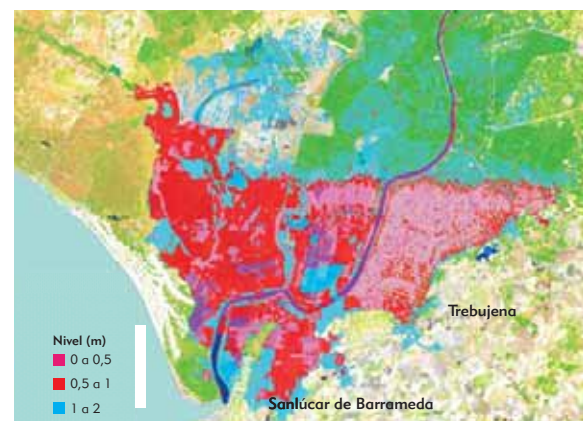 Trebujena
Nivel (m)
0 a 0,5
0,5 a 1
1 a 2
Sanlúcar de Barrameda